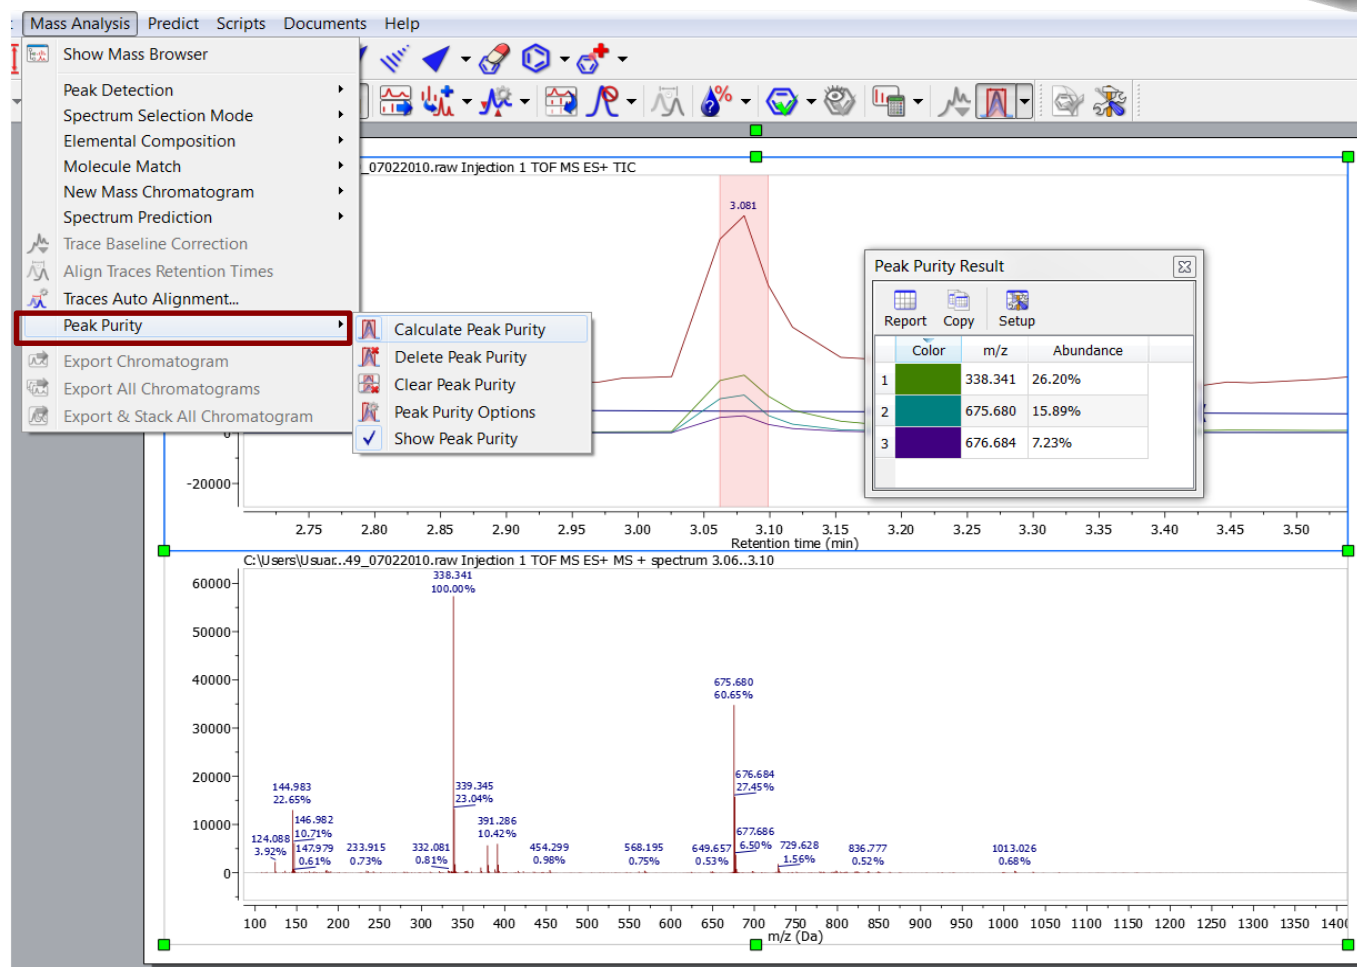 Mass Analysis Predict Scripts Documents Help
Show Mass Browser
Peak Detection
Spectrum Selection Mode
Elemental Composition
Molecule Match
New Mass Chromatogram
Spectrum Prediction
Trace Baseline Correction
Align Traces Retention Times
Traces Auto Alignment...
Peak Purity
Export Chromatogram
Export All Chromatograms
Export & Stack All Chromatogram
Calculate Peak Purity
Delete Peak Purity
Clear Peak Purity
Peak Purity Options
Show Peak Purity
_07022010.raw Injection 1 TOF MS ES+ TIC
3.081
Peak Purity Result
Report Copy Setup
Color m/z Abundance
1 338.341 26.20%
2 675.680 15.89%
3 676.684 7.23%
0
-20000
2.75 2.80 2.85 2.90 2.95 3.00 3.05 3.10 3.15 3.20 3.25 3.30 3.35 3.40 3.45 3.50
Retention time (min)
C:\Users\Usuar...49_07022010.raw Injection 1 TOF MS ES+ MS + spectrum 3.06..3.10
60000
50000
40000
30000
20000
10000
0
338.341
100.00%
675.680
60.65%
676.684
27.45%
144.983
22.65%
339.345
23.04%
146.982
10.71%
391.286
10.42%
124.088
3.92%
147.979
0.61%
233.915
0.73%
332.081
0.81%
454.299
0.98%
568.195
0.75%
649.657
0.53%
677.686
6.50%
729.628
1.56%
836.777
0.52%
1013.026
0.68%
100 150 200 250 300 350 400 450 500 550 600 650 700 750 800 850 900 950 1000 1050 1100 1150 1200 1250 1300 1350
m/z (Da)